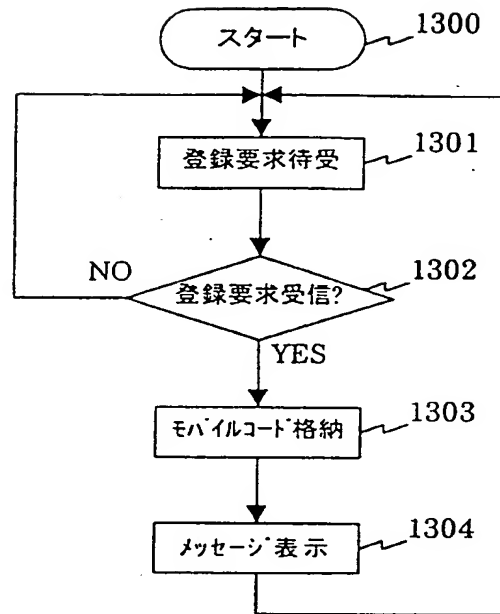 スタート
1300
登録要求待受
1301
登録要求受信?
1302
NO
YES
モバイルコード格納
1303
メッセージ表示
1304